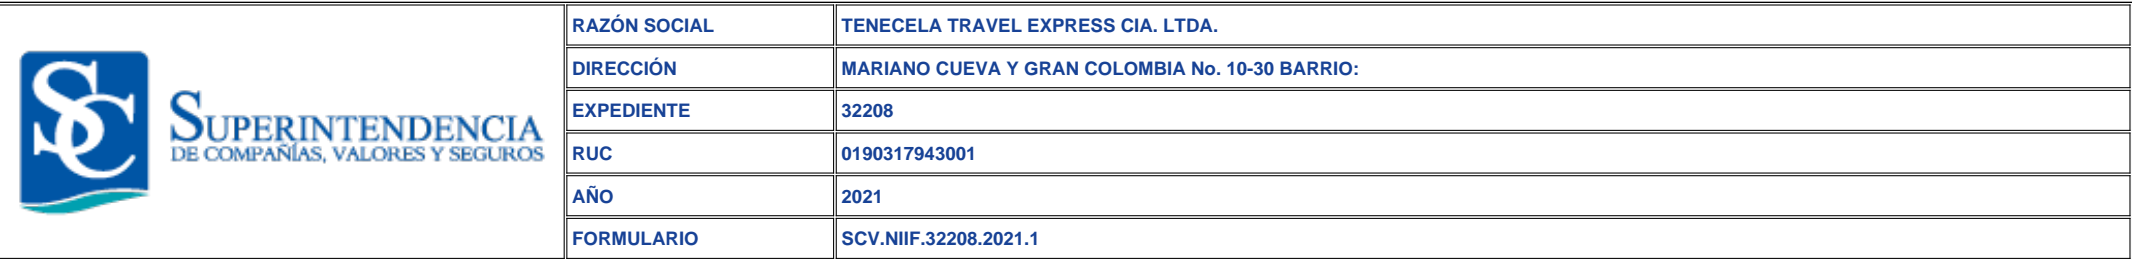 SC
SUPERINTENDENCIA
DE COMPAÑÍAS, VALORES Y SEGUROS
RAZÓN SOCIAL TENECELA TRAVEL EXPRESS CIA. LTDA.
DIRECCIÓN MARIANO CUEVA Y GRAN COLOMBIA No. 10-30 BARRIO:
EXPEDIENTE 32208
RUC 0190317943001
AÑO 2021
FORMULARIO SCV.NIIF.32208.2021.1